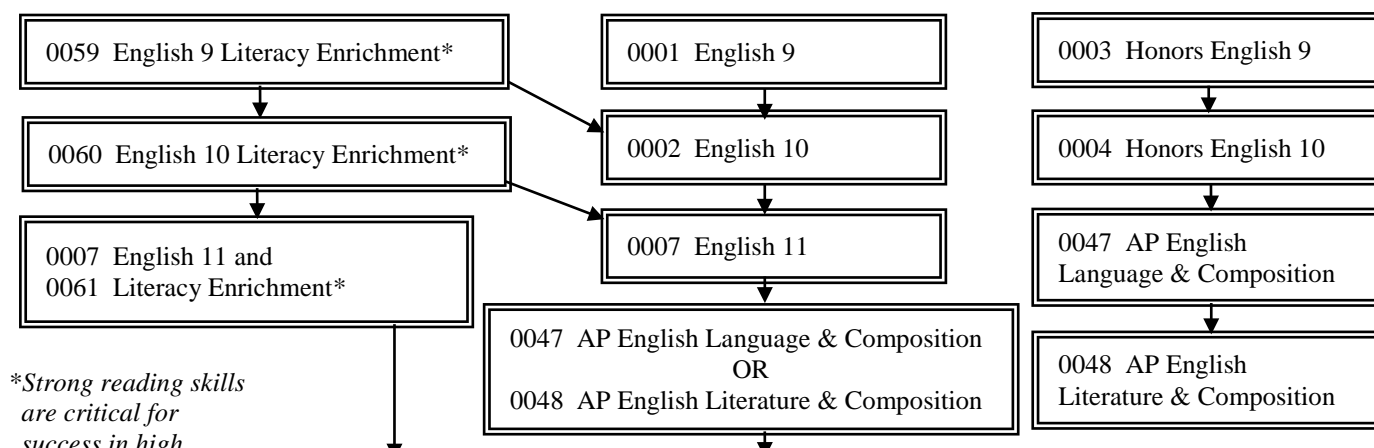 0059 English 9 Literacy Enrichment*
0001 English 9
0003 Honors English 9
0060 English 10 Literacy Enrichment*
0002 English 10
0004 Honors English 10
0007 English 11 and
0061 Literacy Enrichment*
0007 English 11
0047 AP English
Language & Composition
0047 AP English Language & Composition
OR
0048 AP English Literature & Composition
0048 AP English
Literature & Composition
*Strong reading skills
are critical for
success in high